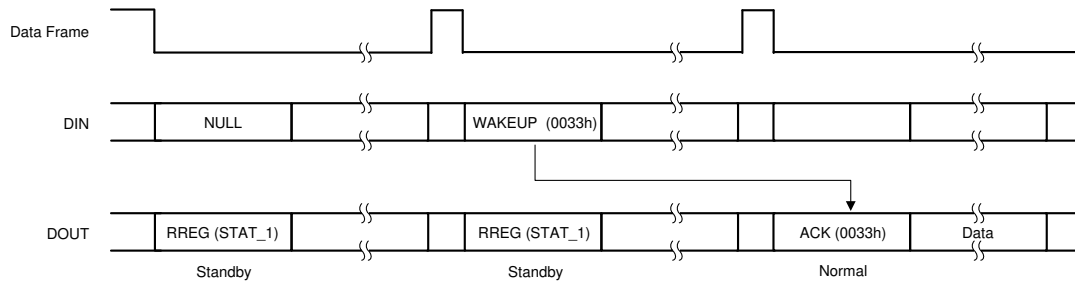 Data Frame
DIN
NULL
WAKEUP (0033h)
DOUT
RREG (STAT_1)
RREG (STAT_1)
ACK (0033h)
Data
Standby
Standby
Normal